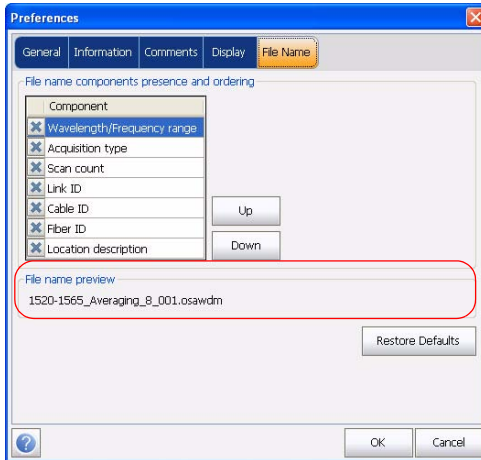 Preferences
General Information Comments Display File Name
File name components presence and ordering
Component
Wavelength/Frequency range
Acquisition type
Scan count
Link ID
Cable ID
Fiber ID
Location description
Up
Down
File name preview
1520-1565_Averaging_8_001.osawdm
Restore Defaults
OK Cancel